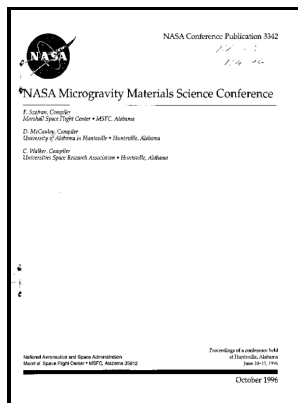 NASA Conference Publication 3342
NASA
NASA Microgravity Materials Science Conference
F. Szofran, Compiler
Marshall Space Flight Center • MSFC, Alabama
D. McCauley, Compiler
University of Alabama in Huntsville • Huntsville, Alabama
C. Walker, Compiler
Universities Space Research Association • Huntsville, Alabama
Proceedings of a conference held
at Huntsville, Alabama
June 10–11, 1996
National Aeronautics and Space Administration
Marshall Space Flight Center • MSFC, Alabama 35812
October 1996